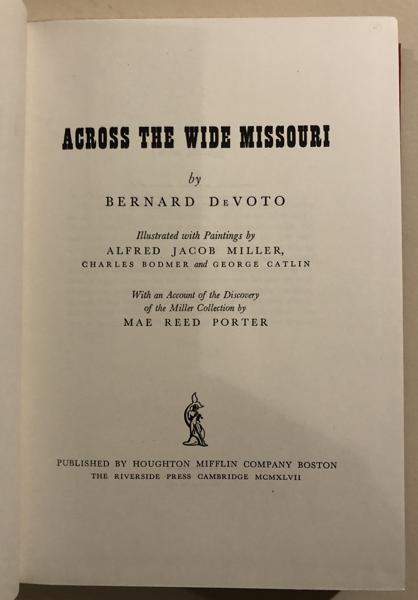 ACROSS THE WIDE MISSOURI
by
BERNARD DeVOTO
Illustrated with Paintings by
ALFRED JACOB MILLER,
CHARLES BODMER and GEORGE CATLIN
With an Account of the Discovery
of the Miller Collection by
MAE REED PORTER
PUBLISHED BY HOUGHTON MIFFLIN COMPANY BOSTON
THE RIVERSIDE PRESS CAMBRIDGE MCMXLVII